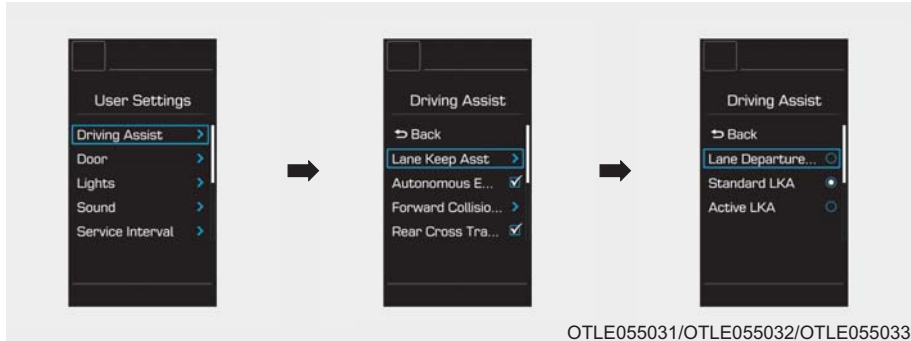 User Settings
Driving Assist
Door
Lights
Sound
Service Interval
Driving Assist
Back
Lane Keep Asst
Autonomous E...
Forward Collisio...
Rear Cross Tra...
Driving Assist
Back
Lane Departure...
Standard LKA
Active LKA
OTLE055031/OTLE055032/OTLE055033